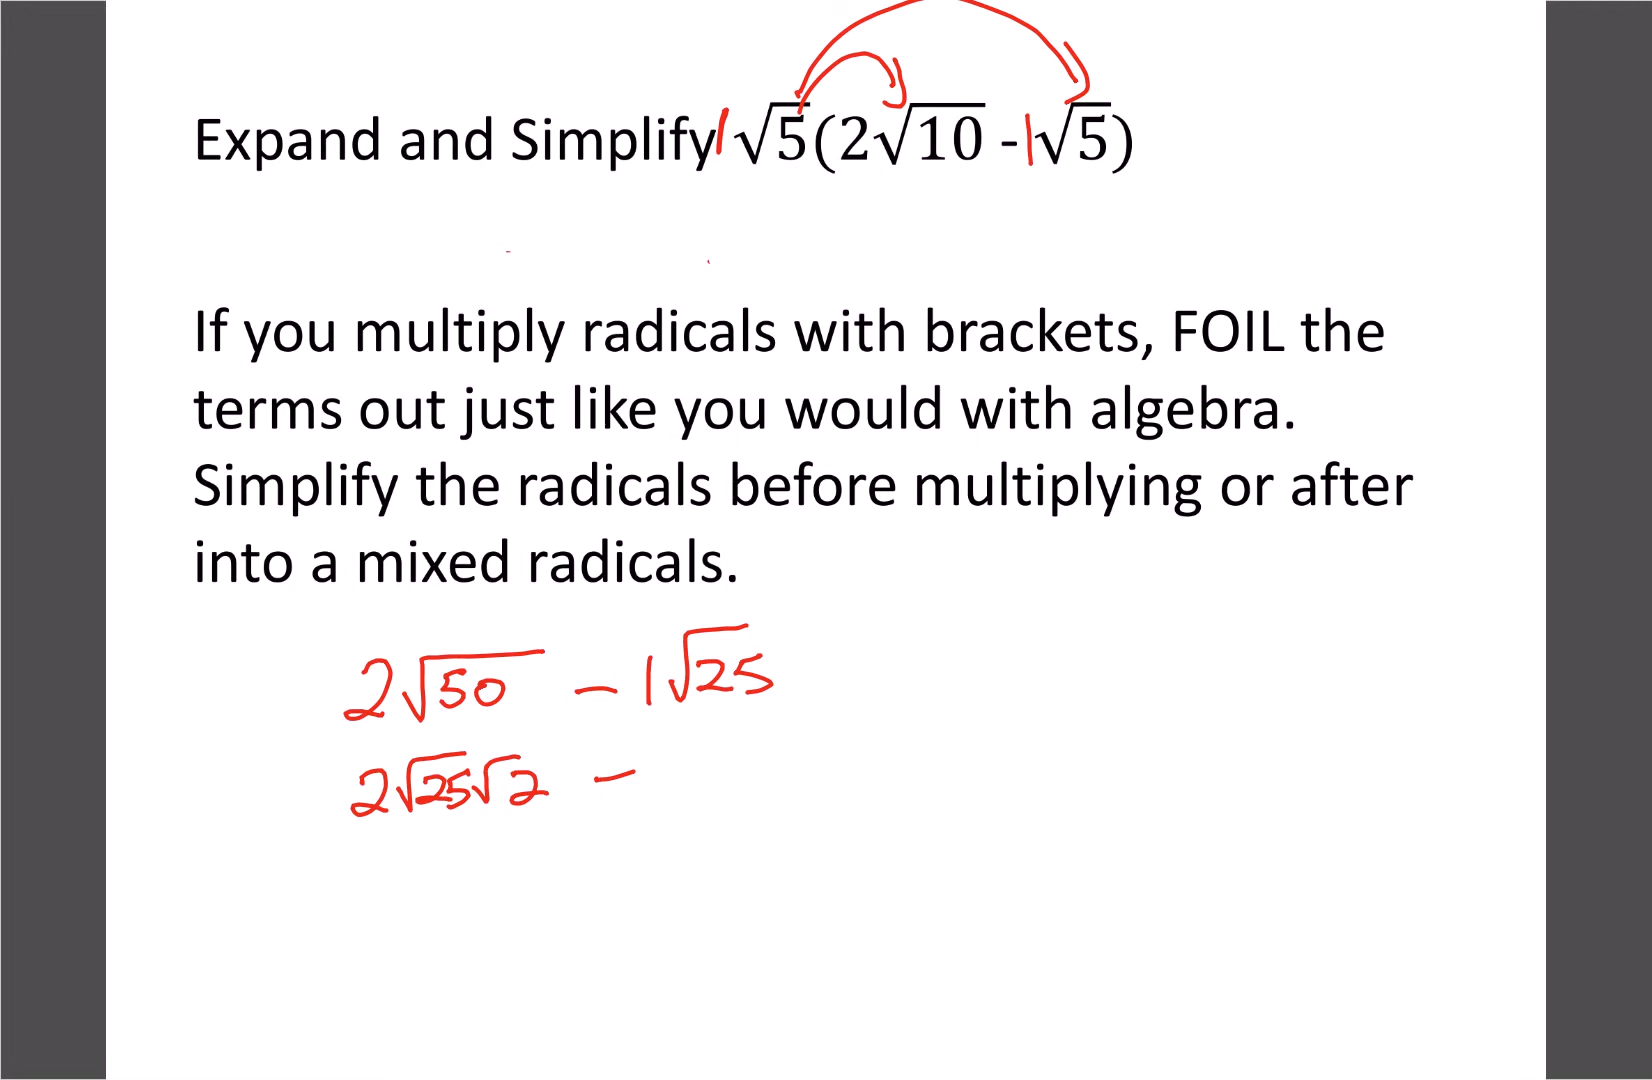 Expand and Simplify 1√5(2√10 -1√5)
If you multiply radicals with brackets, FOIL the
terms out just like you would with algebra.
Simplify the radicals before multiplying or after
into a mixed radicals.
2√50 – 1√25
2√25√2 –